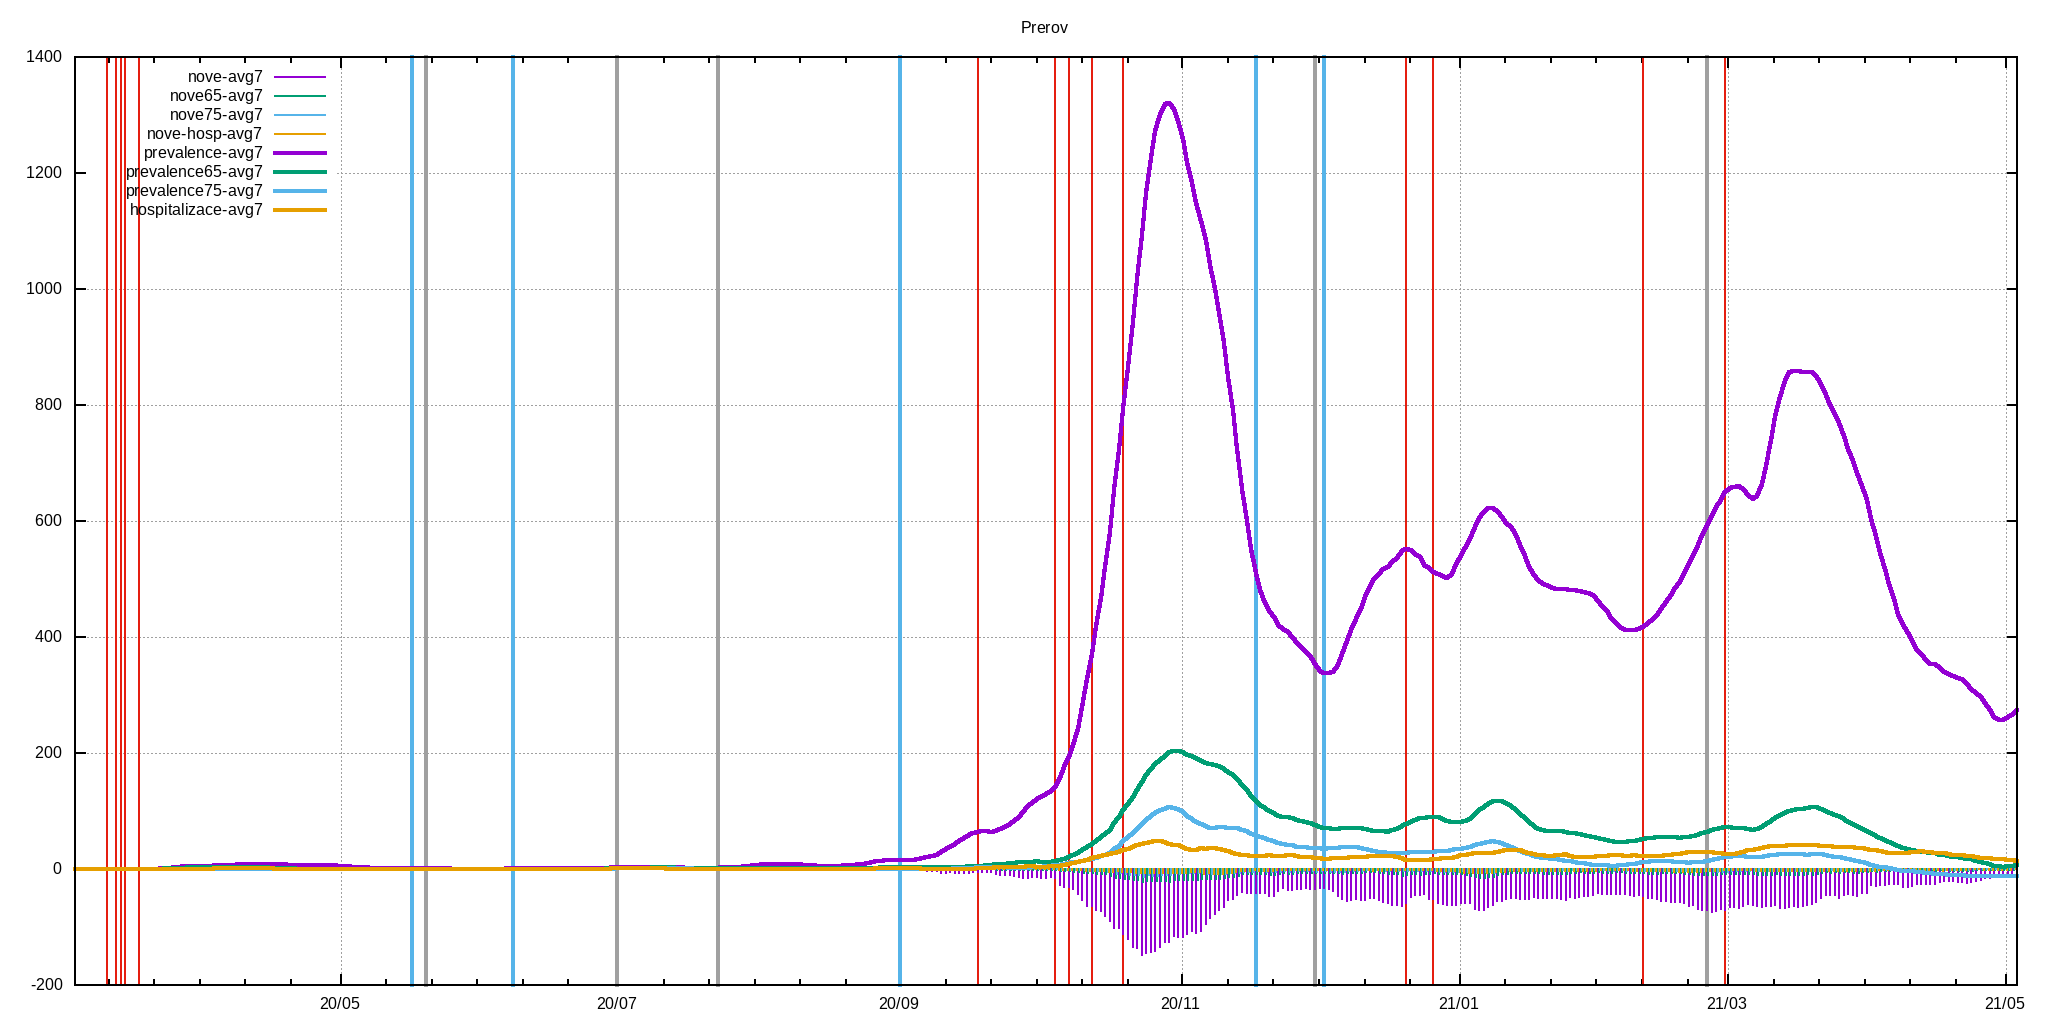 Prerov
1400
1200
1000
800
600
400
200
0
-200
nove-avg7
nove65-avg7
nove75-avg7
nove-hosp-avg7
prevalence-avg7
prevalence65-avg7
prevalence75-avg7
hospitalizace-avg7
20/05 20/07 20/09 20/11 21/01 21/03 21/05